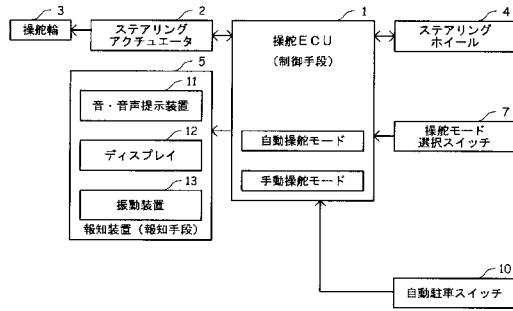 3
操舵輪
2
ステアリング
アクチュエータ
1
操舵ECU
(制御手段)
自動操舵モード
手動操舵モード
4
ステアリング
ホイール
5
11
音・音声提示装置
12
ディスプレイ
13
振動装置
報知装置(報知手段)
7
操舵モード
選択スイッチ
10
自動駐車スイッチ